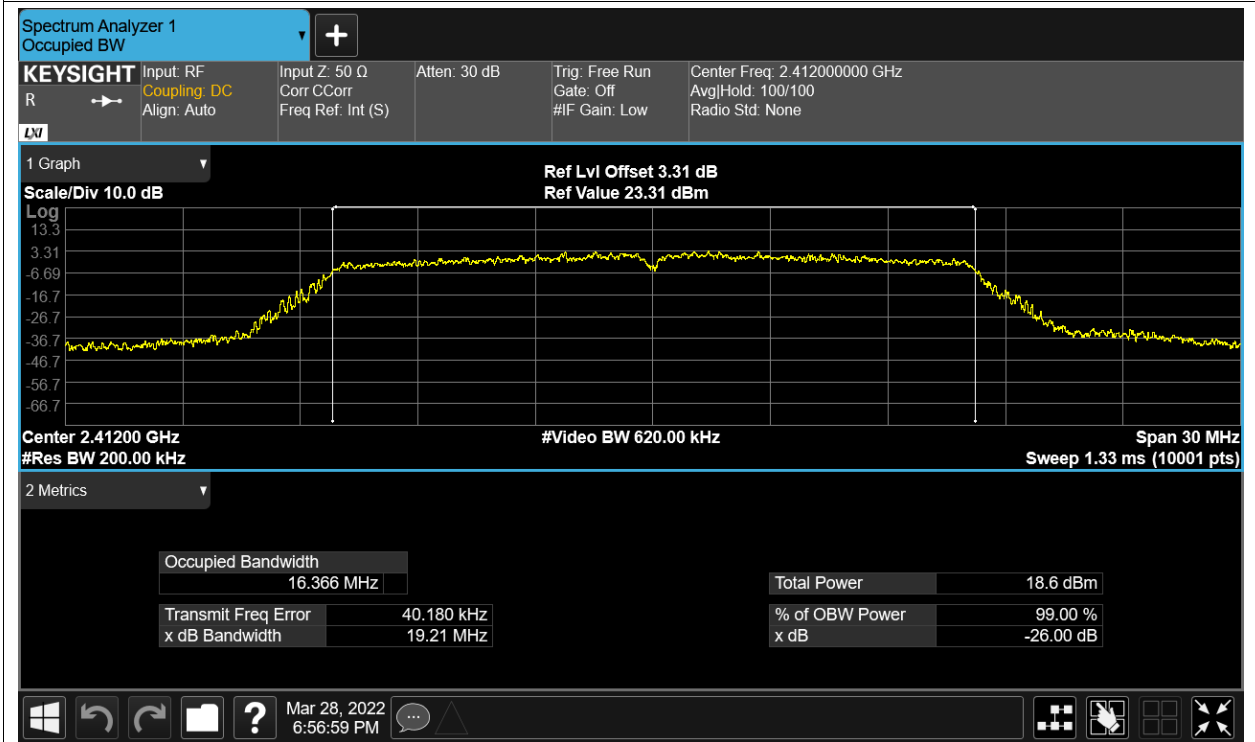 Spectrum Analyzer 1
Occupied BW
KEYSIGHT Input: RF Input Z: 50 Ω Atten: 30 dB Trig: Free Run Center Freq: 2.412000000 GHz
R Coupling: DC Corr CCorr Gate: Off Avg|Hold: 100/100
Align: Auto Freq Ref: Int (S) #IF Gain: Low Radio Std: None
LXI
1 Graph
Ref Lvl Offset 3.31 dB
Scale/Div 10.0 dB Ref Value 23.31 dBm
Log
13.3
3.31
-6.69
-16.7
-26.7
-36.7
-46.7
-56.7
-66.7
Center 2.41200 GHz #Video BW 620.00 kHz Span 30 MHz
#Res BW 200.00 kHz Sweep 1.33 ms (10001 pts)
2 Metrics
Occupied Bandwidth
16.366 MHz Total Power 18.6 dBm
Transmit Freq Error 40.180 kHz % of OBW Power 99.00 %
x dB Bandwidth 19.21 MHz x dB -26.00 dB
? Mar 28, 2022
6:56:59 PM